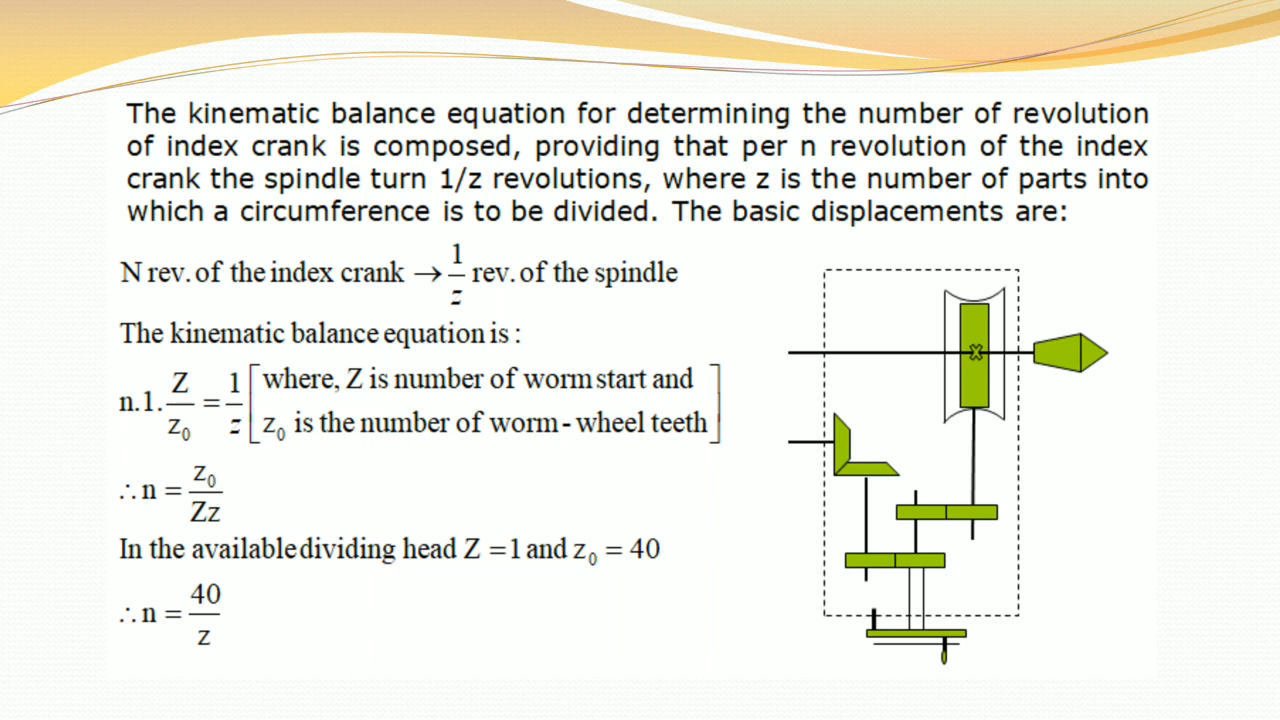 The kinematic balance equation for determining the number of revolution
of index crank is composed, providing that per n revolution of the index
crank the spindle turn 1/z revolutions, where z is the number of parts into
which a circumference is to be divided. The basic displacements are:
N rev. of the index crank → 1/z rev. of the spindle
The kinematic balance equation is :
n.1. Z/z₀ = 1/z [where, Z is number of worm start and
z₀ is the number of worm - wheel teeth]
∴ n = z₀/Zz
In the available dividing head Z = 1 and z₀ = 40
∴ n = 40/z